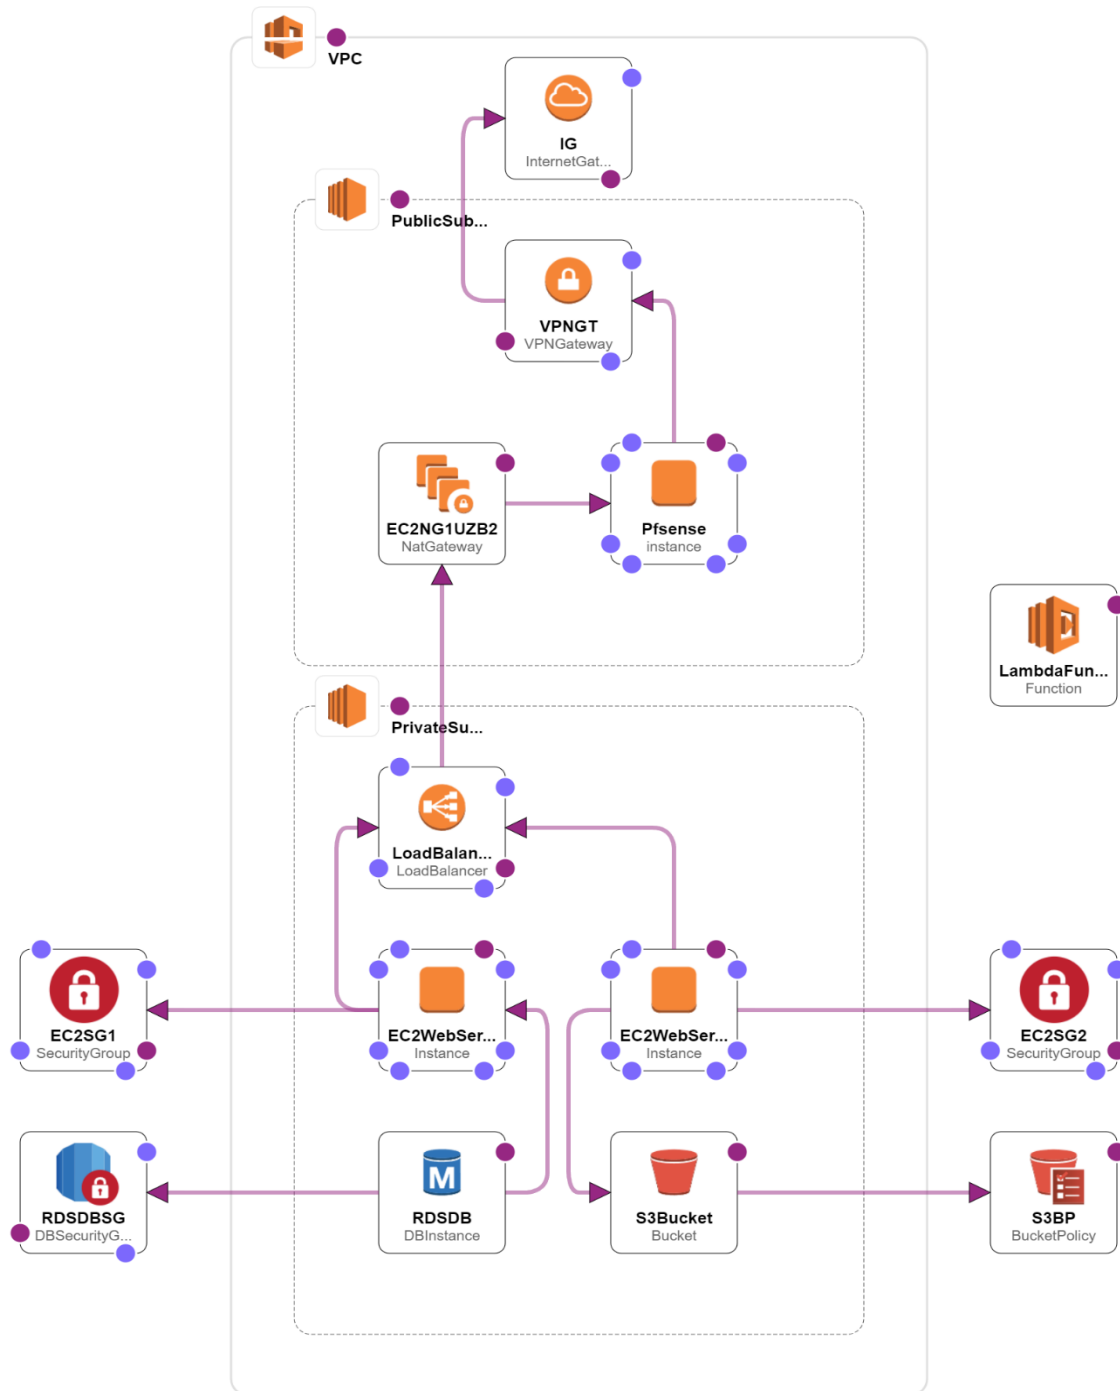 VPC
IG
InternetGat...
PublicSub...
VPNGT
VPNGateway
EC2NG1UZB2
NatGateway
Pfsense
instance
LambdaFun...
Function
PrivateSu...
LoadBalan...
LoadBalancer
EC2SG1
SecurityGroup
EC2WebSer...
Instance
EC2WebSer...
Instance
EC2SG2
SecurityGroup
RDSDBSG
DBSecurityG...
M
RDSDB
DBInstance
S3Bucket
Bucket
S3BP
BucketPolicy